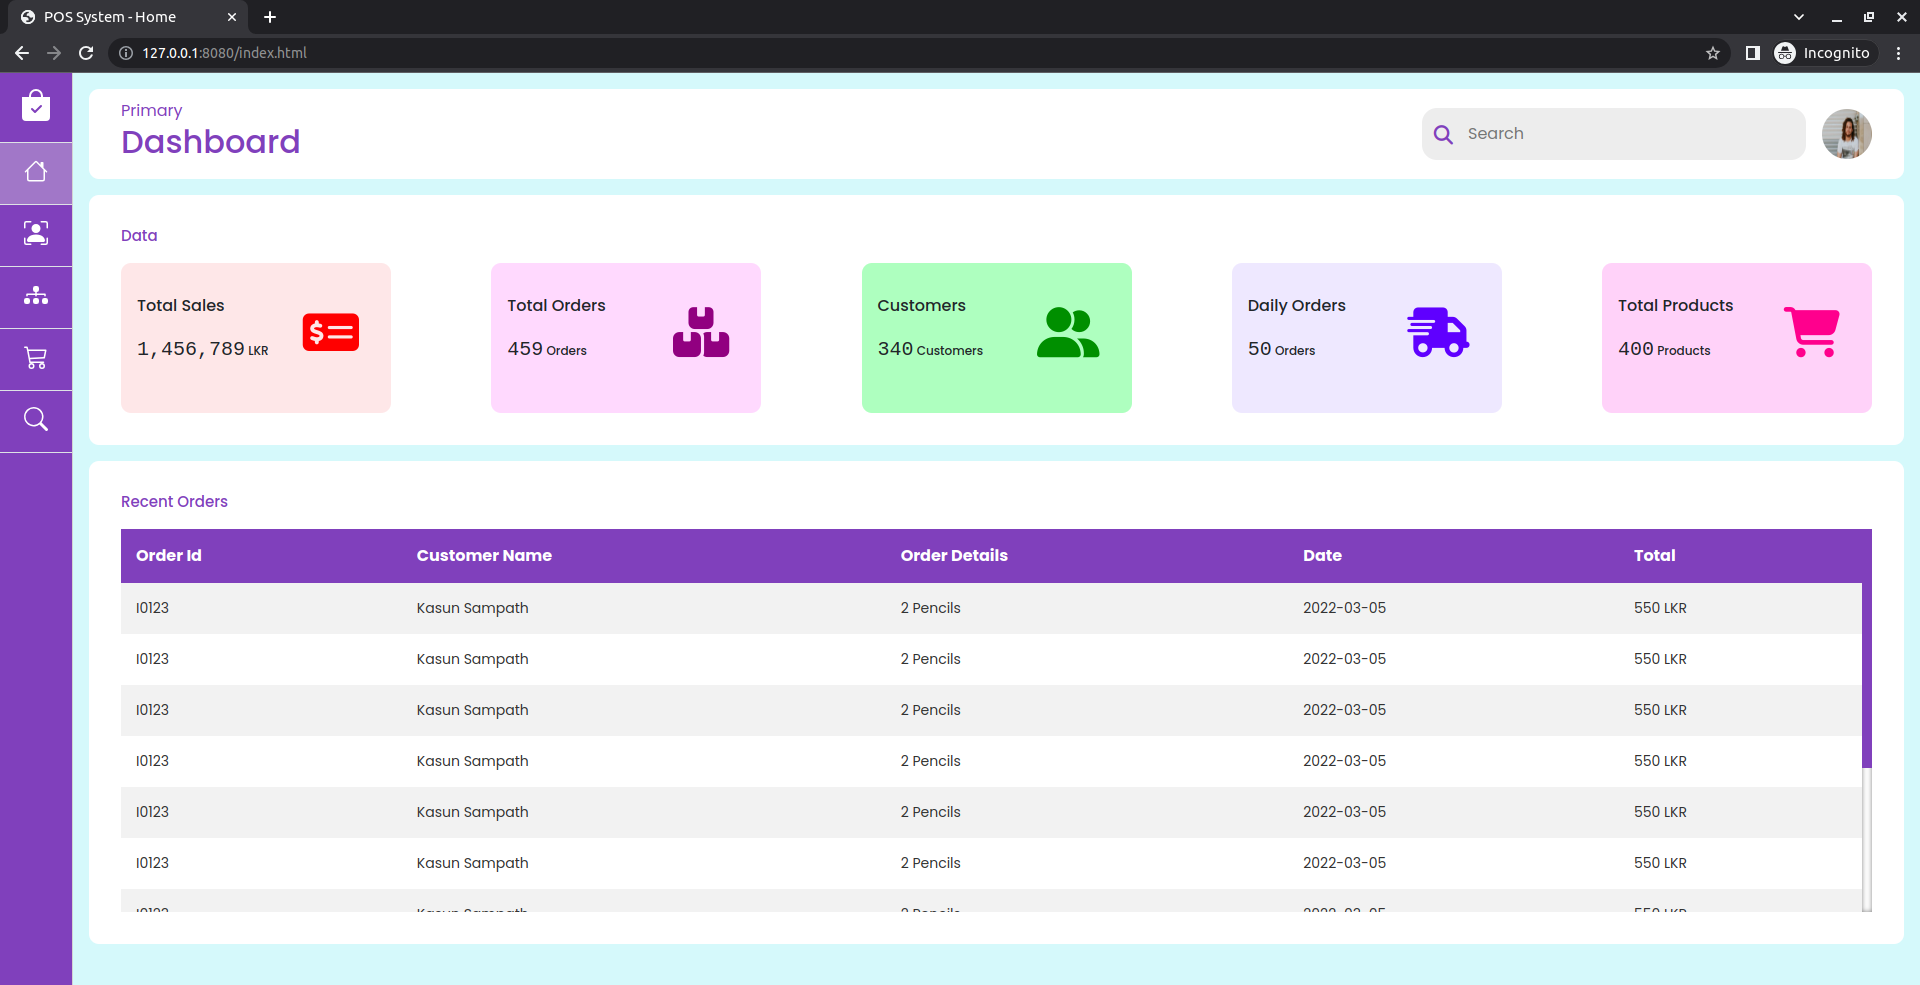 POS System - Home
127.0.0.1:8080/index.html
Incognito
Primary
Dashboard
Search
Data
Total Sales
1,456,789 LKR
Total Orders
459 Orders
Customers
340 Customers
Daily Orders
50 Orders
Total Products
400 Products
Recent Orders
Order Id Customer Name Order Details Date Total
I0123 Kasun Sampath 2 Pencils 2022-03-05 550 LKR
I0123 Kasun Sampath 2 Pencils 2022-03-05 550 LKR
I0123 Kasun Sampath 2 Pencils 2022-03-05 550 LKR
I0123 Kasun Sampath 2 Pencils 2022-03-05 550 LKR
I0123 Kasun Sampath 2 Pencils 2022-03-05 550 LKR
I0123 Kasun Sampath 2 Pencils 2022-03-05 550 LKR